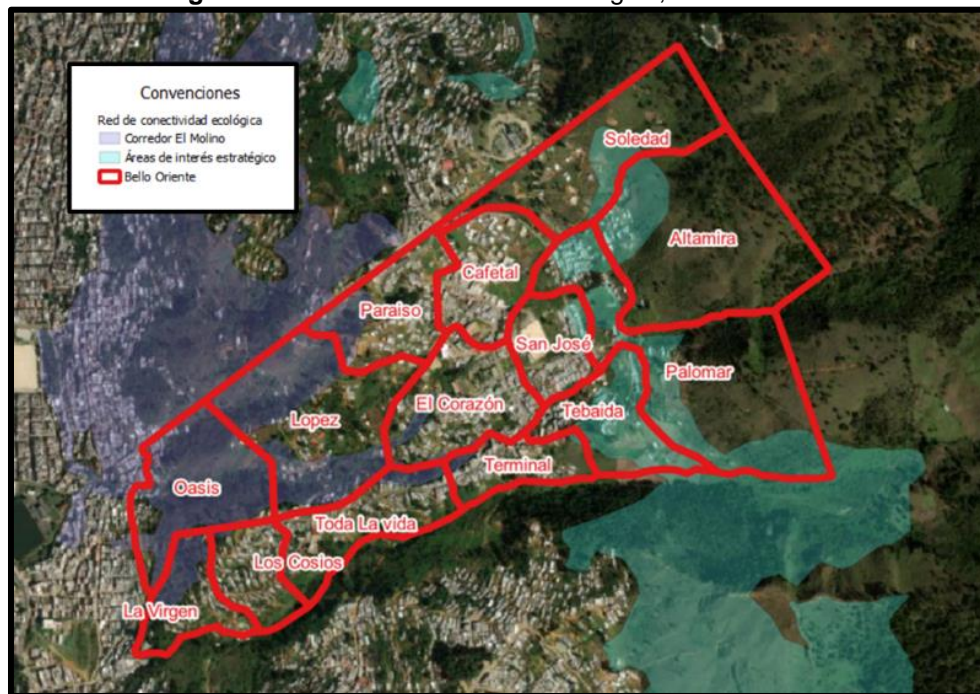 Convenciones
Red de conectividad ecológica
Corredor El Molino
Áreas de interés estratégico
Bello Oriente
Soledad
Altamira
Cafetal
Paraiso
San José
Palomar
El Corazón
Tebaida
Lopez
Terminal
Oasis
Toda La vida
Los Cosios
La Virgen